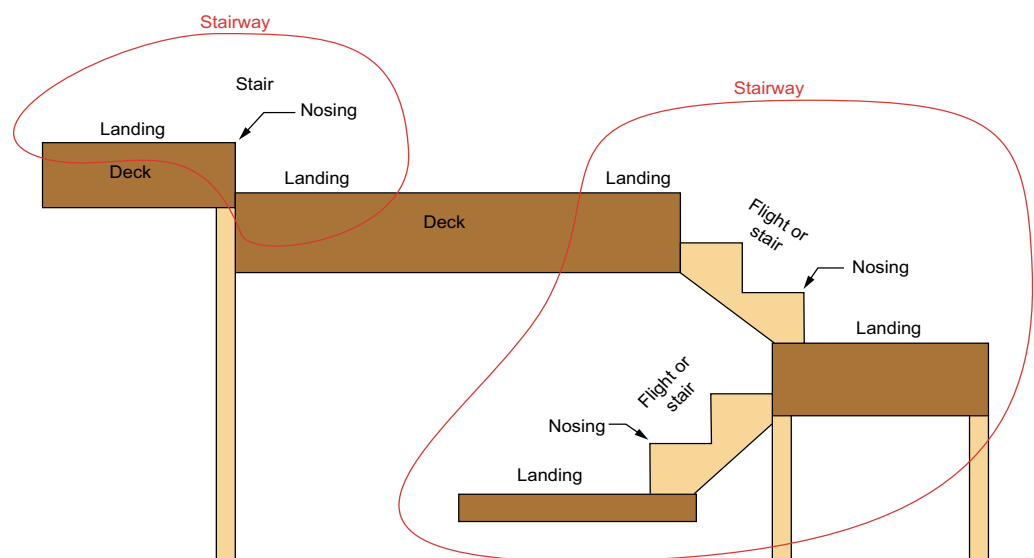 Stairway
Stair
Nosing
Landing
Deck
Landing
Landing
Deck
Stairway
Flight or
stair
Nosing
Landing
Flight or
stair
Nosing
Landing